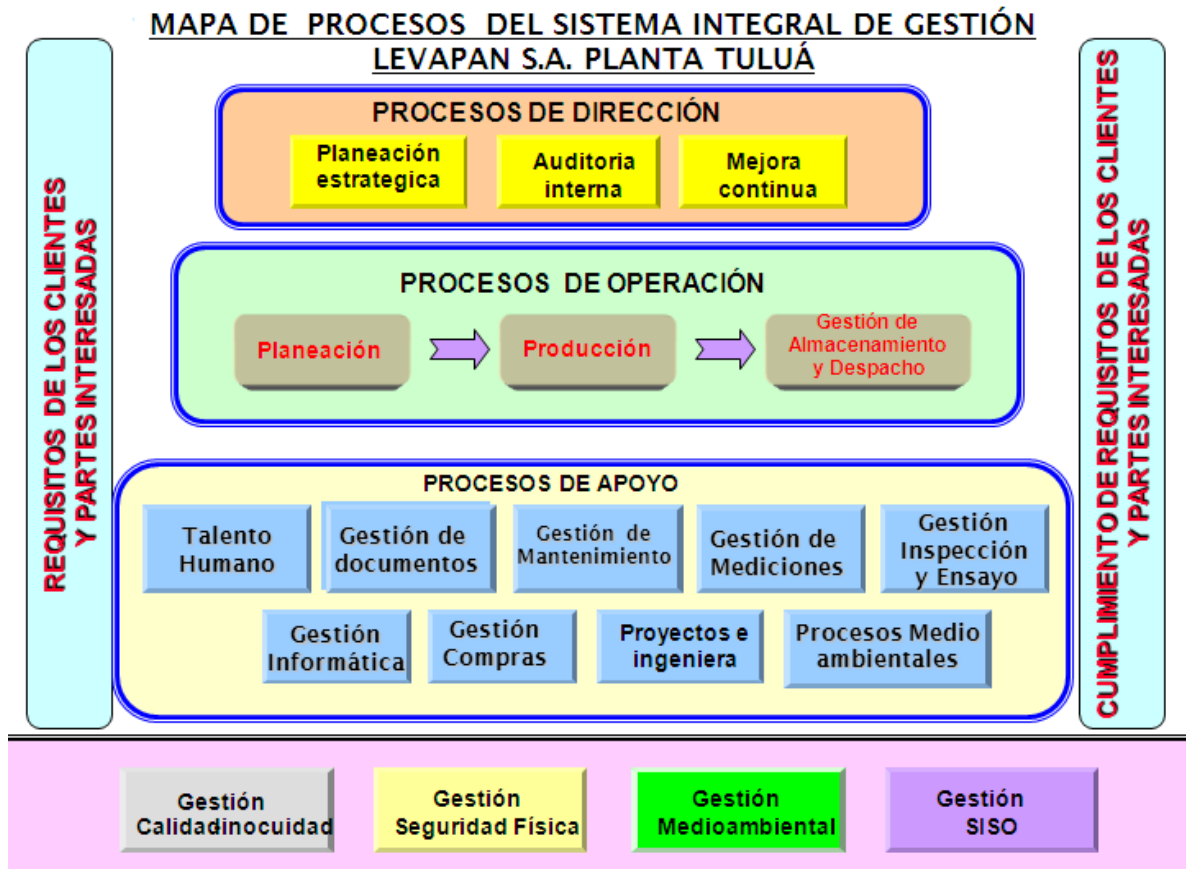 MAPA DE PROCESOS DEL SISTEMA INTEGRAL DE GESTIÓN
LEVAPAN S.A. PLANTA TULUÁ
REQUISITOS DE LOS CLIENTES
Y PARTES INTERESADAS
PROCESOS DE DIRECCIÓN
Planeación
estrategica
Auditoria
interna
Mejora
continua
PROCESOS DE OPERACIÓN
Planeación
Producción
Gestión de
Almacenamiento
y Despacho
PROCESOS DE APOYO
Talento
Humano
Gestión de
documentos
Gestión de
Mantenimiento
Gestión de
Mediciones
Gestión
Inspección
y Ensayo
Gestión
Informática
Gestión
Compras
Proyectos e
ingeniera
Procesos Medio
ambientales
CUMPLIMIENTO DE REQUISITOS DE LOS CLIENTES
Y PARTES INTERESADAS
Gestión
Calidad-inocuidad
Gestión
Seguridad Física
Gestión
Medioambiental
Gestión
SISO